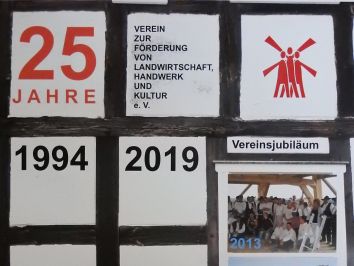 25
JAHRE
VEREIN
ZUR
FÖRDERUNG
VON
LANDWIRTSCHAFT,
HANDWERK
UND
KULTUR
e. V.
1994
2019
Vereinsjubiläum
2013